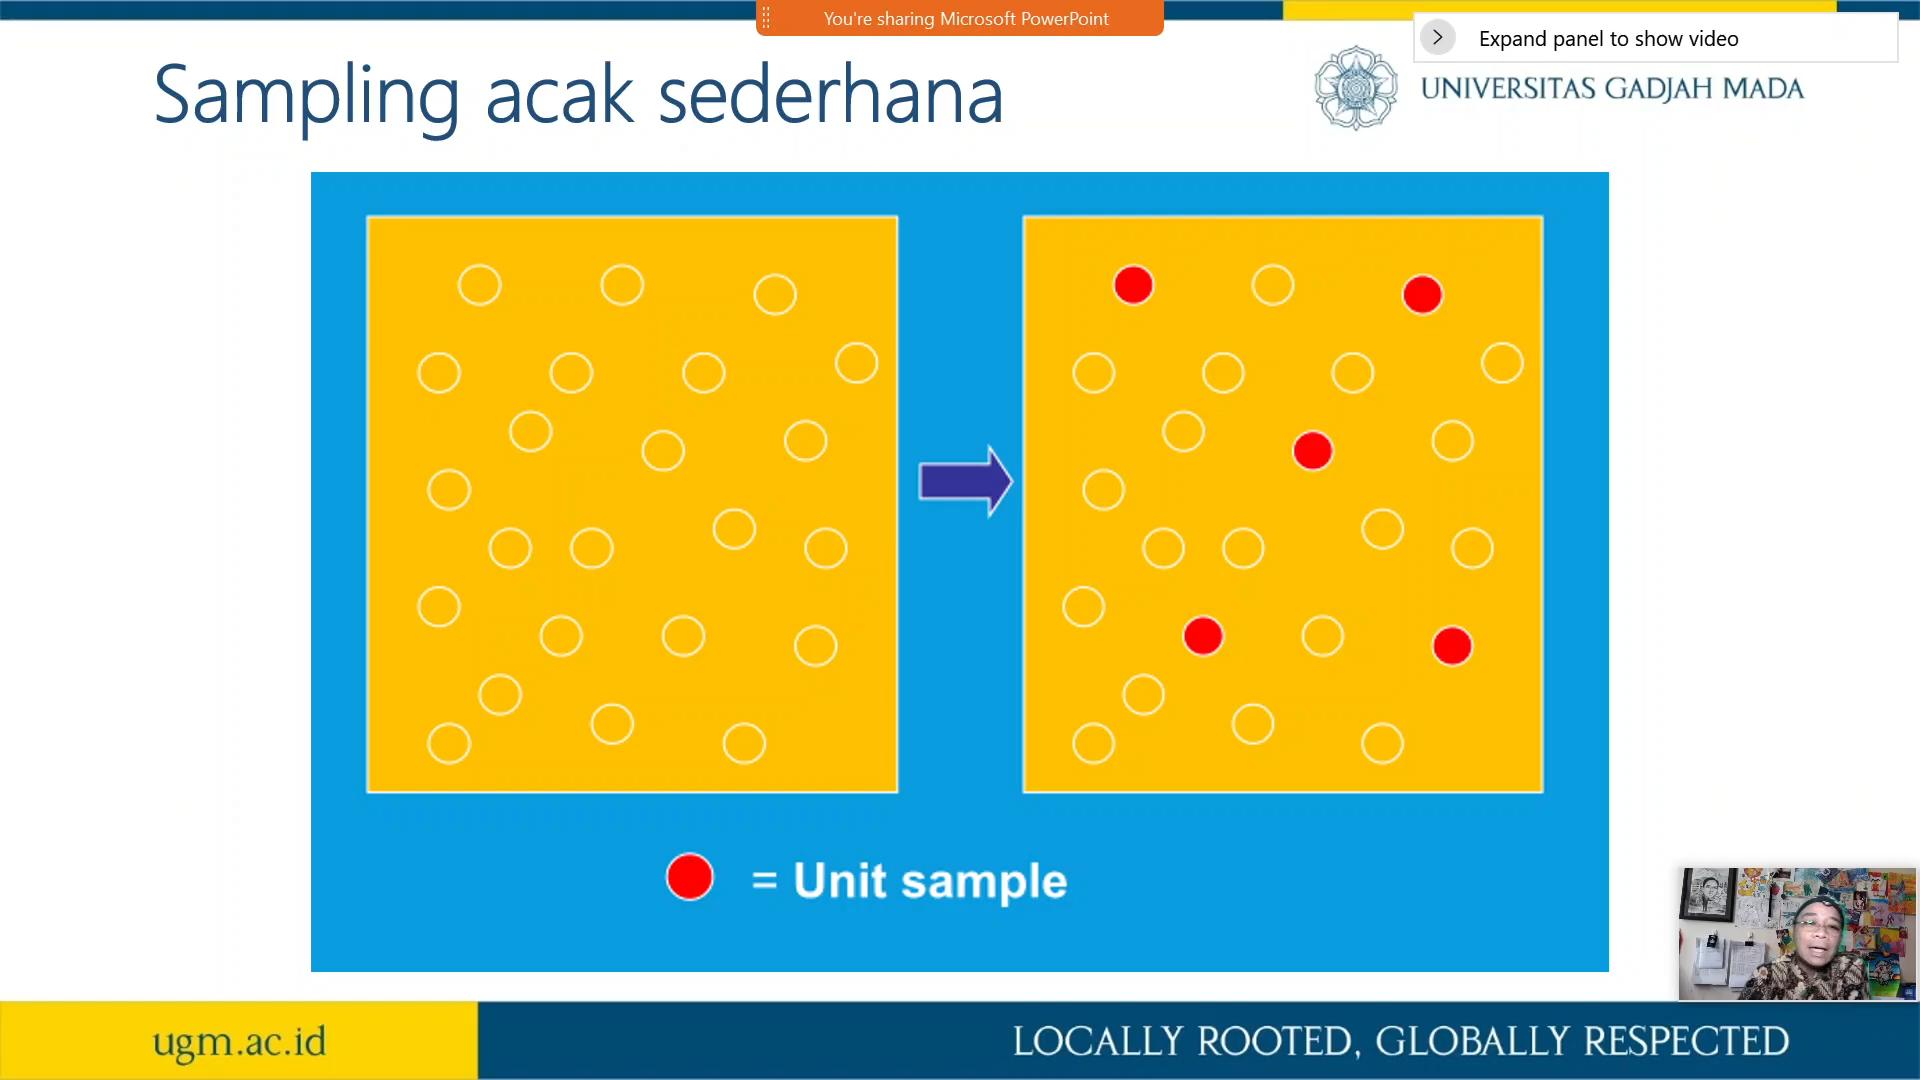 You're sharing Microsoft PowerPoint
Expand panel to show video
Sampling acak sederhana
UNIVERSITAS GADJAH MADA
= Unit sample
ugm.ac.id
LOCALLY ROOTED, GLOBALLY RESPECTED